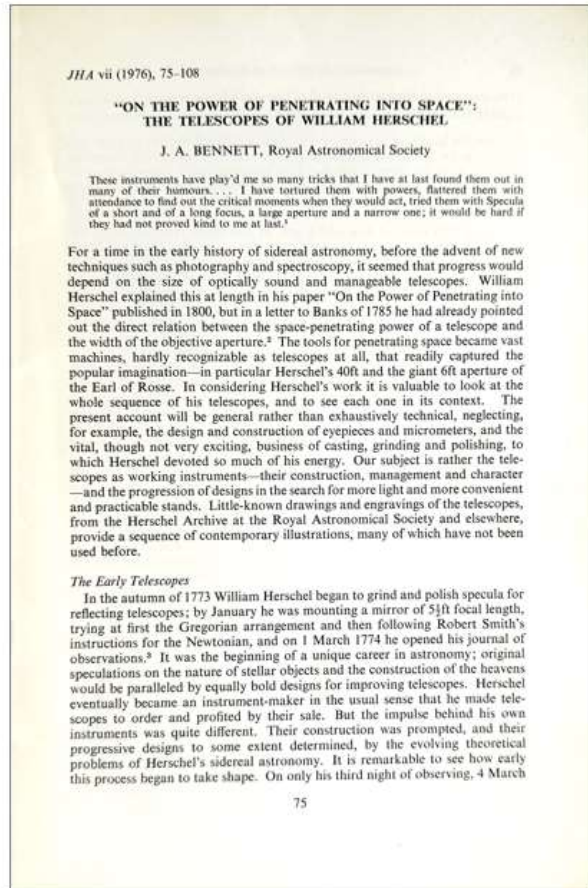 JHA vii (1976), 75-108
“ON THE POWER OF PENETRATING INTO SPACE”:
THE TELESCOPES OF WILLIAM HERSCHEL
J. A. BENNETT, Royal Astronomical Society
These instruments have play'd me so many tricks that I have at last found them out in
many of their humours.... I have tortured them with powers, flattered them with
attendance to find out the critical moments when they would act, tried them with Specula
of a short and of a long focus, a large aperture and a narrow one; it would be hard if
they had not proved kind to me at last.¹
For a time in the early history of sidereal astronomy, before the advent of new
techniques such as photography and spectroscopy, it seemed that progress would
depend on the size of optically sound and manageable telescopes. William
Herschel explained this at length in his paper “On the Power of Penetrating into
Space” published in 1800, but in a letter to Banks of 1785 he had already pointed
out the direct relation between the space-penetrating power of a telescope and
the width of the objective aperture.² The tools for penetrating space became vast
machines, hardly recognizable as telescopes at all, that readily captured the
popular imagination—in particular Herschel's 40ft and the giant 6ft aperture of
the Earl of Rosse. In considering Herschel's work it is valuable to look at the
whole sequence of his telescopes, and to see each one in its context. The
present account will be general rather than exhaustively technical, neglecting,
for example, the design and construction of eyepieces and micrometers, and the
vital, though not very exciting, business of casting, grinding and polishing, to
which Herschel devoted so much of his energy. Our subject is rather the tele-
scopes as working instruments—their construction, management and character
—and the progression of designs in the search for more light and more convenient
and practicable stands. Little-known drawings and engravings of the telescopes,
from the Herschel Archive at the Royal Astronomical Society and elsewhere,
provide a sequence of contemporary illustrations, many of which have not been
used before.
The Early Telescopes
In the autumn of 1773 William Herschel began to grind and polish specula for
reflecting telescopes; by January he was mounting a mirror of 5½ft focal length,
trying at first the Gregorian arrangement and then following Robert Smith's
instructions for the Newtonian, and on 1 March 1774 he opened his journal of
observations.³ It was the beginning of a unique career in astronomy; original
speculations on the nature of stellar objects and the construction of the heavens
would be paralleled by equally bold designs for improving telescopes. Herschel
eventually became an instrument-maker in the usual sense that he made tele-
scopes to order and profited by their sale. But the impulse behind his own
instruments was quite different. Their construction was prompted, and their
progressive designs to some extent determined, by the evolving theoretical
problems of Herschel's sidereal astronomy. It is remarkable to see how early
this process began to take shape. On only his third night of observing, 4 March
75